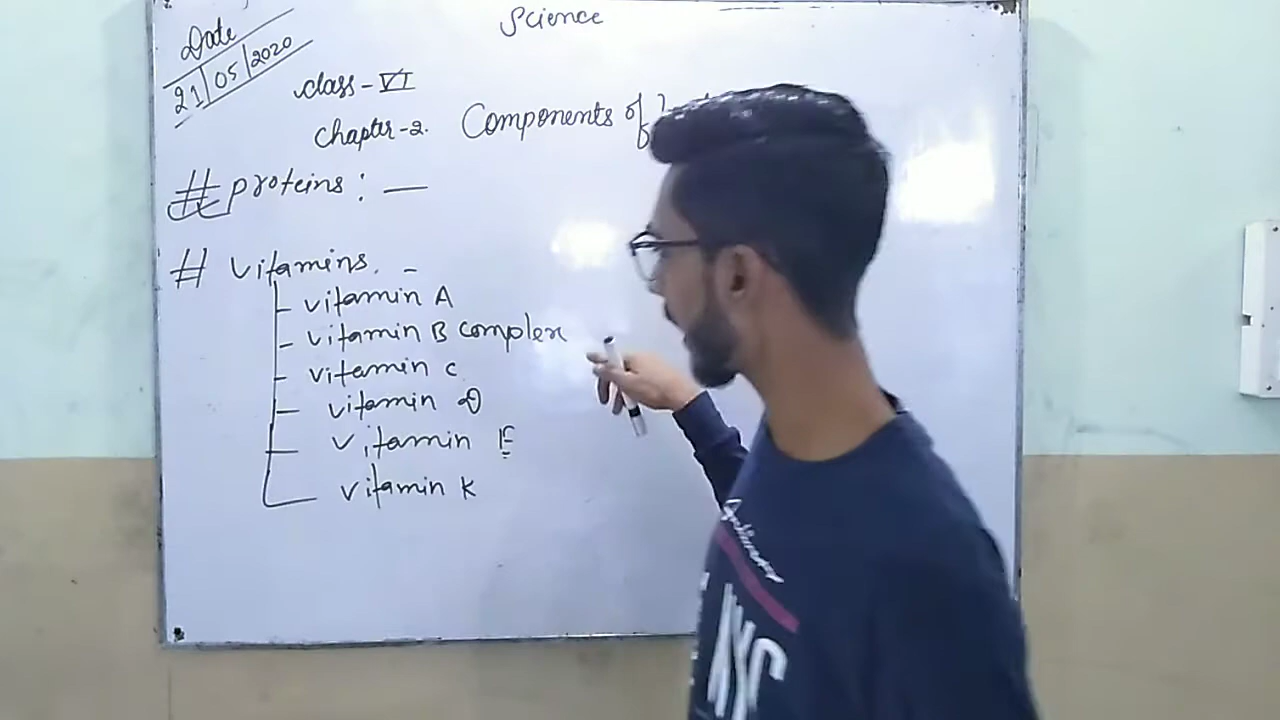 Science
Date
21/05/2020
class-VI
chapter-2. Components of
# proteins : —
# vitamins. -
vitamin A
vitamin B complex
vitamin c
vitamin D
vitamin E
vitamin K
NYC